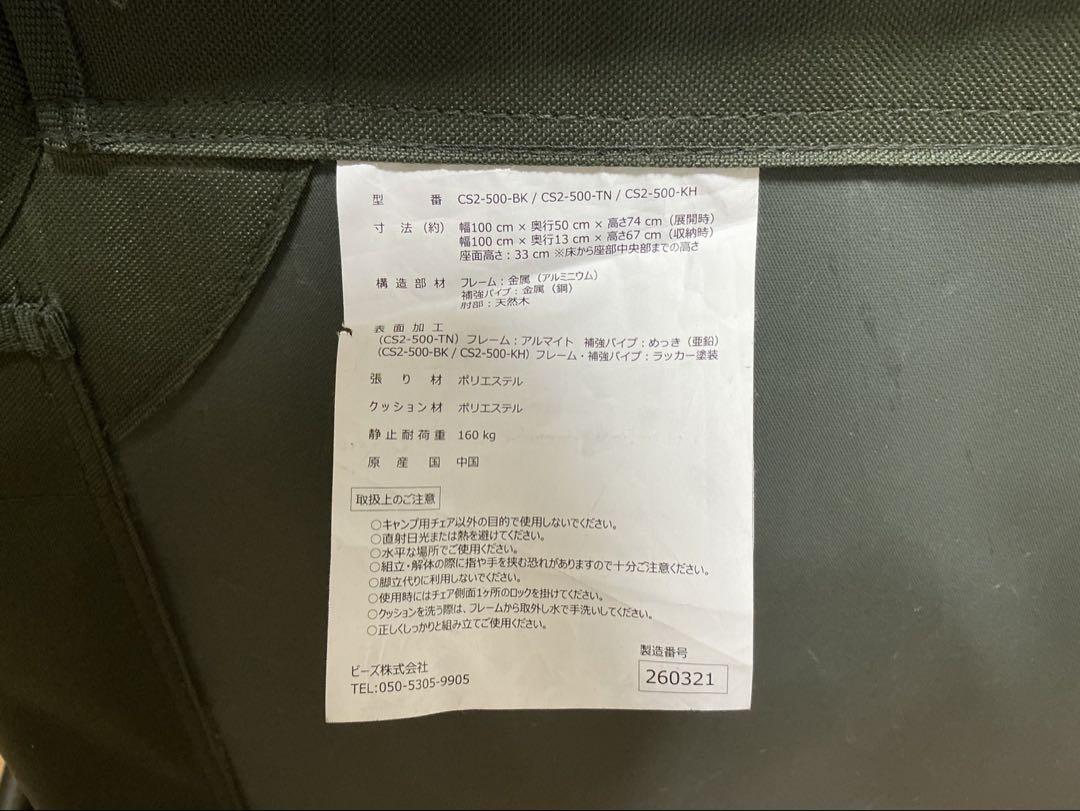 型番 CS2-500-BK / CS2-500-TN / CS2-500-KH
寸法（約） 幅100 cm × 奥行50 cm × 高さ74 cm（展開時）
幅100 cm × 奥行13 cm × 高さ67 cm（収納時）
座面高さ：33 cm ※床から座部中央部までの高さ
構造部材 フレーム：金属（アルミニウム）
補強パイプ：金属（鋼）
肘部：天然木
表面加工
（CS2-500-TN）フレーム：アルマイト 補強パイプ：めっき（亜鉛）
（CS2-500-BK / CS2-500-KH）フレーム・補強パイプ：ラッカー塗装
張り材 ポリエステル
クッション材 ポリエステル
静止耐荷重 160 kg
原産国 中国
取扱上のご注意
○キャンプ用チェア以外の目的で使用しないでください。
○直射日光または熱を避けてください。
○水平な場所でご使用ください。
○組立・解体の際に指や手を挟む恐れがありますので十分ご注意ください。
○脚立代りに利用しないでください。
○使用時にはチェア側面1ヶ所のロックを掛けてください。
○クッションを洗う際は、フレームから取外し水で手洗いしてください。
○正しくしっかりと組み立てご使用ください。
ビーズ株式会社
TEL:050-5305-9905
製造番号
260321